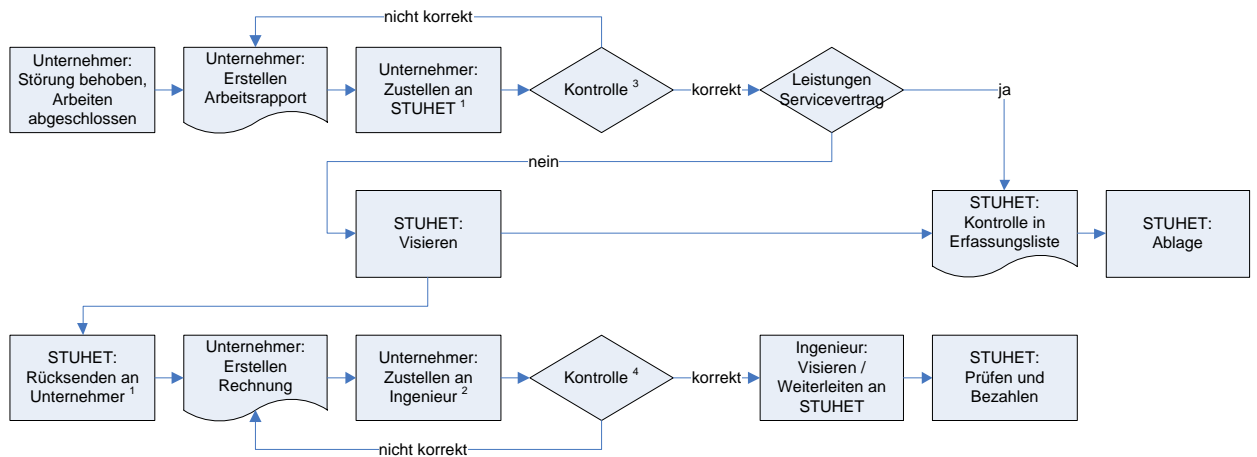 nicht korrekt
Unternehmer:
Störung behoben,
Arbeiten
abgeschlossen
Unternehmer:
Erstellen
Arbeitsrapport
Unternehmer:
Zustellen an
STUHET ¹
Kontrolle ³
korrekt
Leistungen
Servicevertrag
ja
nein
STUHET:
Visieren
STUHET:
Kontrolle in
Erfassungsliste
STUHET:
Ablage
STUHET:
Rücksenden an
Unternehmer ¹
Unternehmer:
Erstellen
Rechnung
Unternehmer:
Zustellen an
Ingenieur ²
Kontrolle ⁴
korrekt
Ingenieur:
Visieren /
Weiterleiten an
STUHET
STUHET:
Prüfen und
Bezahlen
nicht korrekt